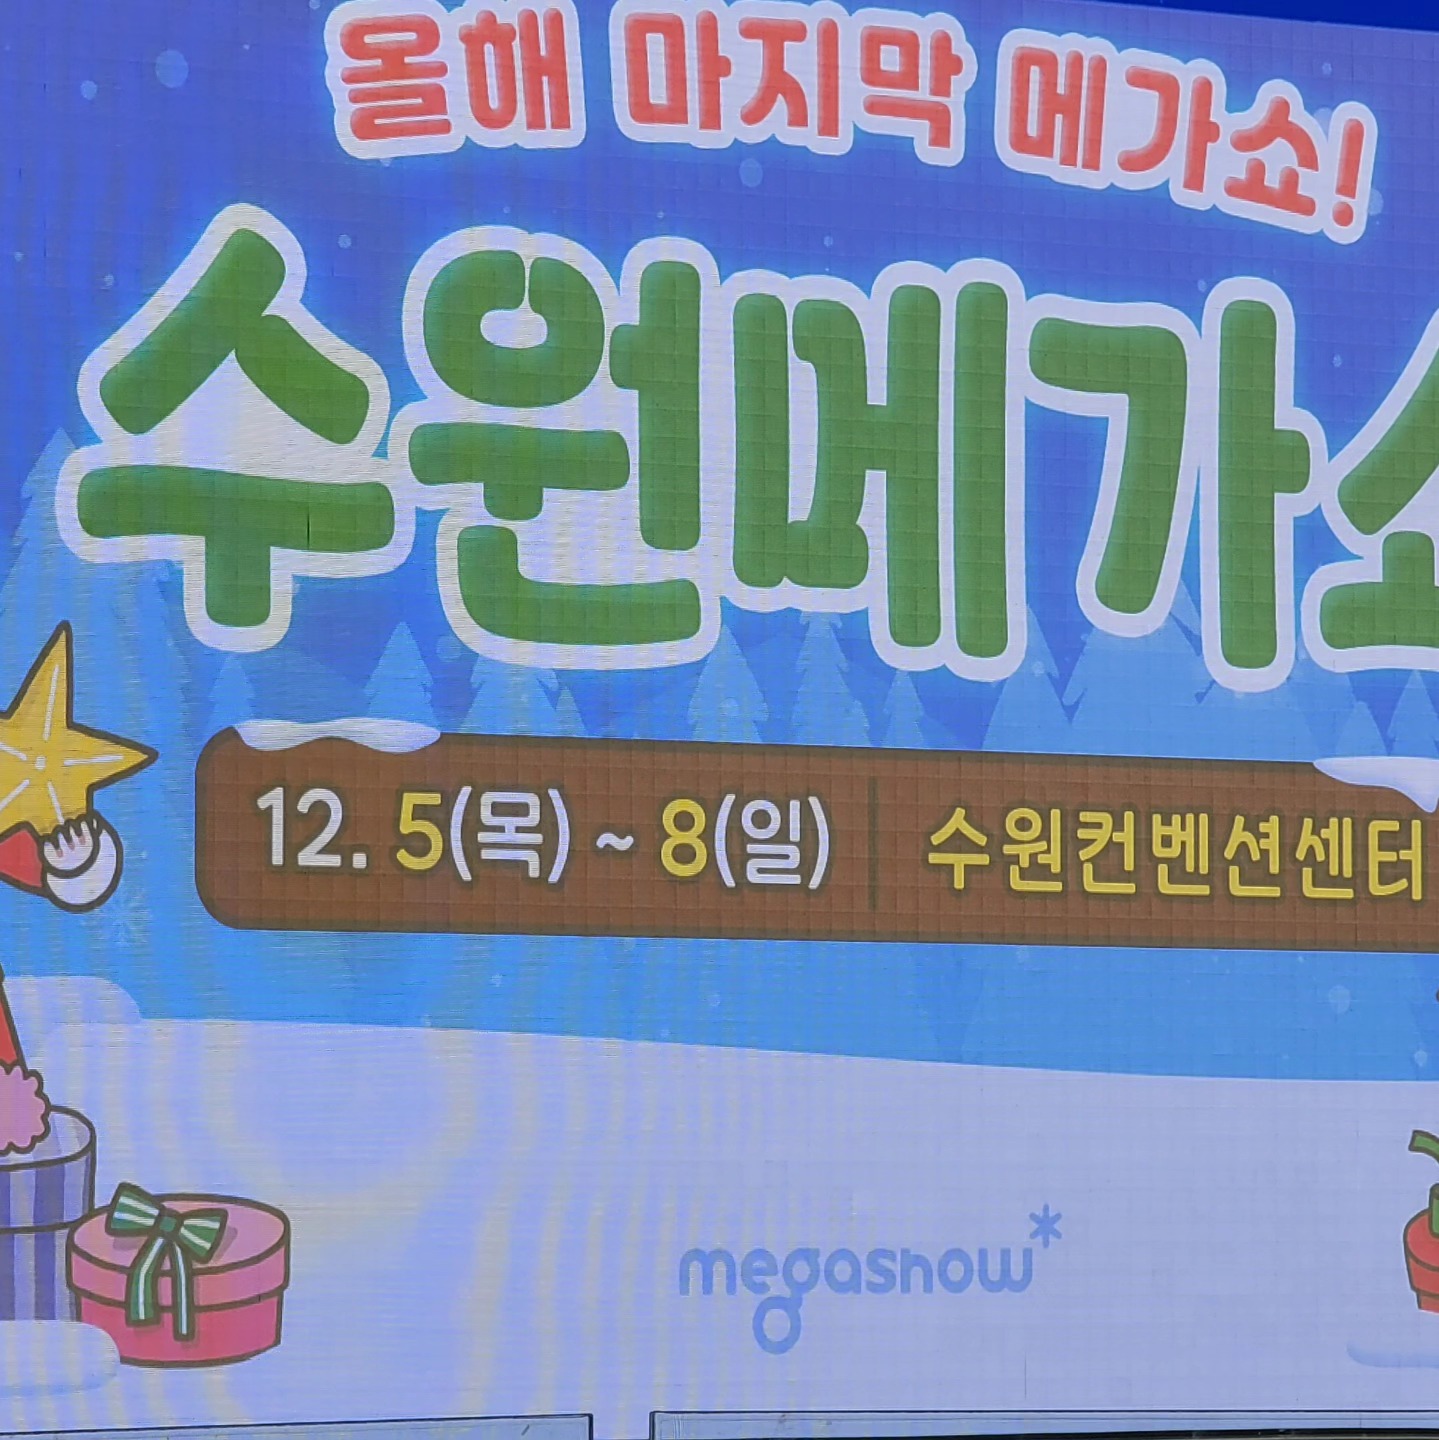 올해 마지막 메가쇼!
수원메가쇼
12. 5(목) ~ 8(일) 수원컨벤션센터
megasnow*